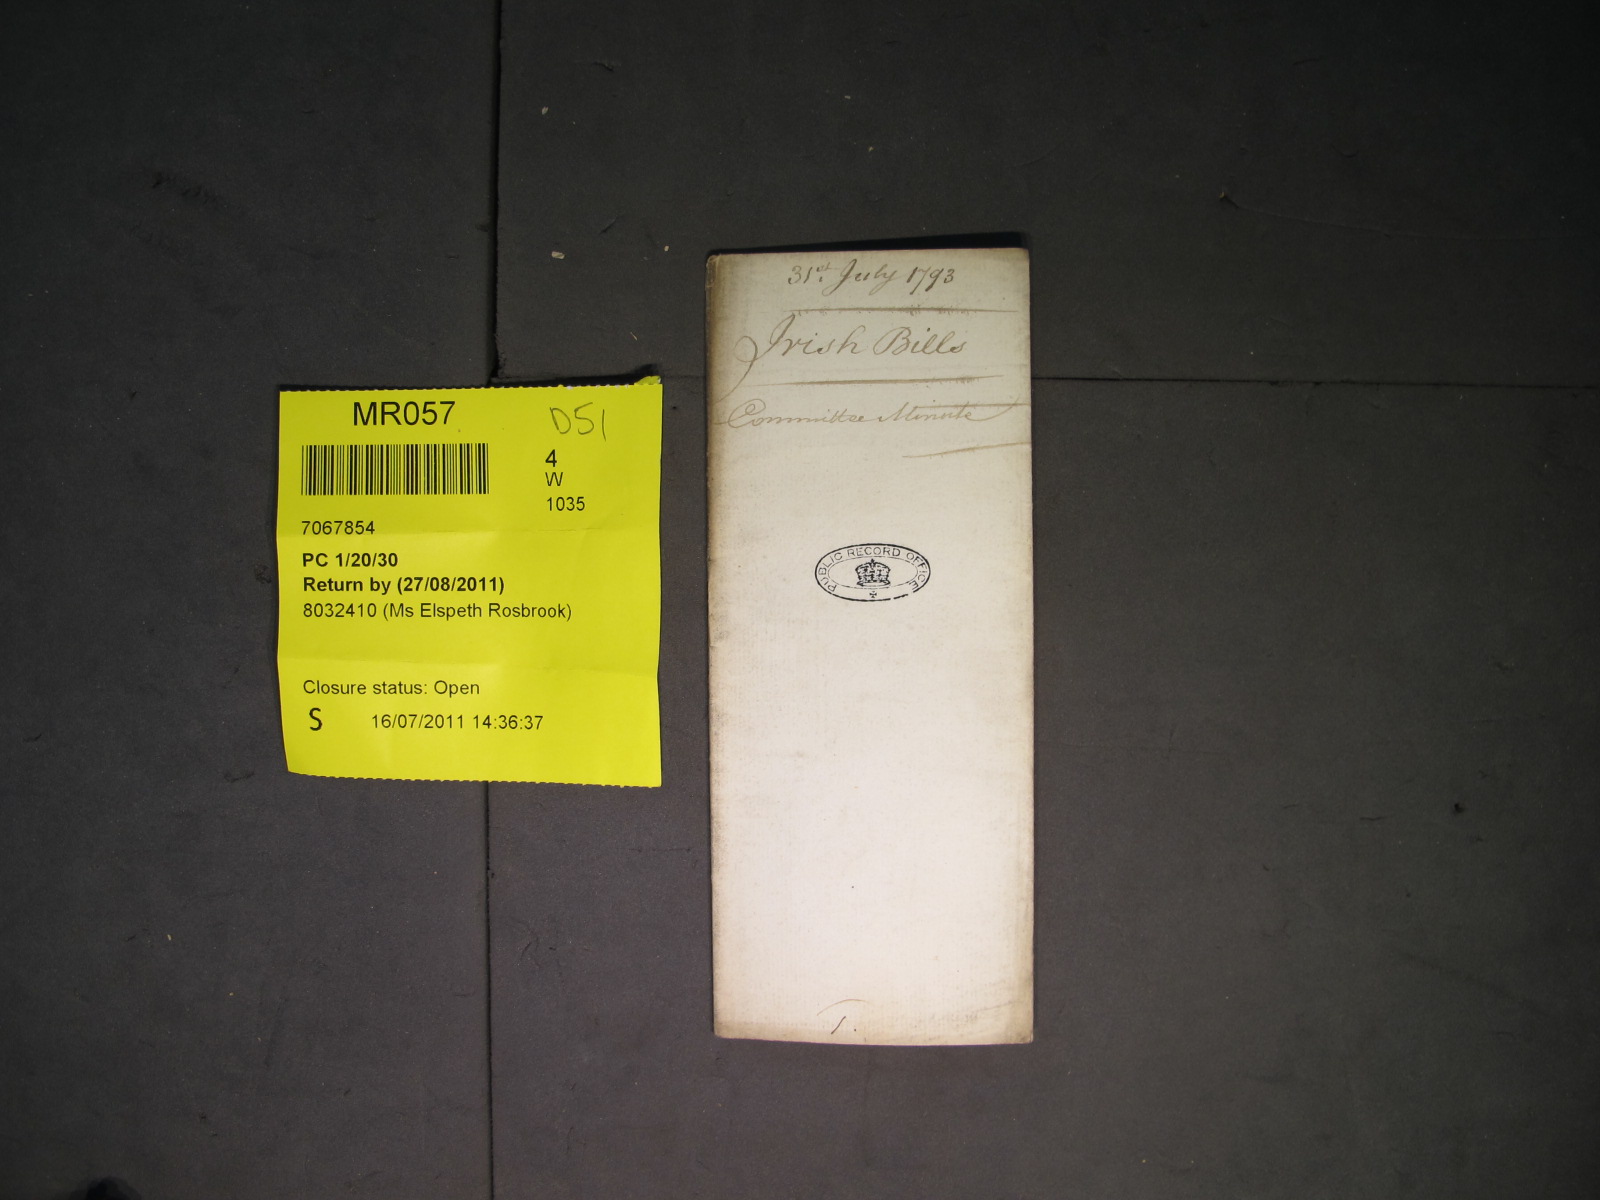 MR057
D51
4
W
1035
7067854
PC 1/20/30
Return by (27/08/2011)
8032410 (Ms Elspeth Rosbrook)
Closure status: Open
S 16/07/2011 14:36:37
31st. July 1793
Irish Bills
Committee Minute
PUBLIC RECORD OFFICE
1.